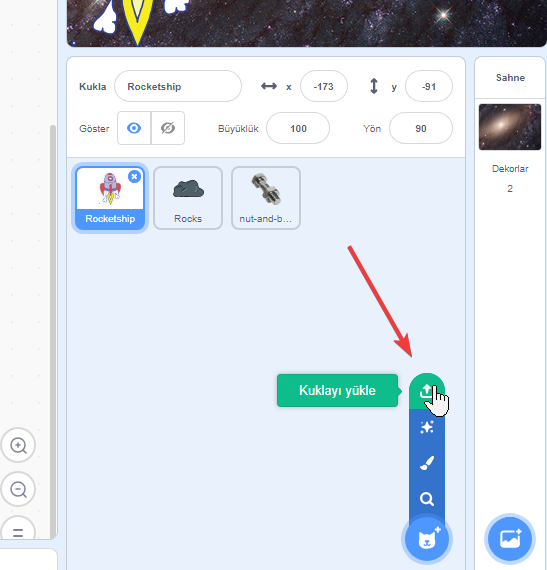 Sahne
Kukla Rocketship x -173 y -91
Göster Büyüklük 100 Yön 90
Dekorlar
2
Rocketship Rocks nut-and-b...
Kuklayı yükle